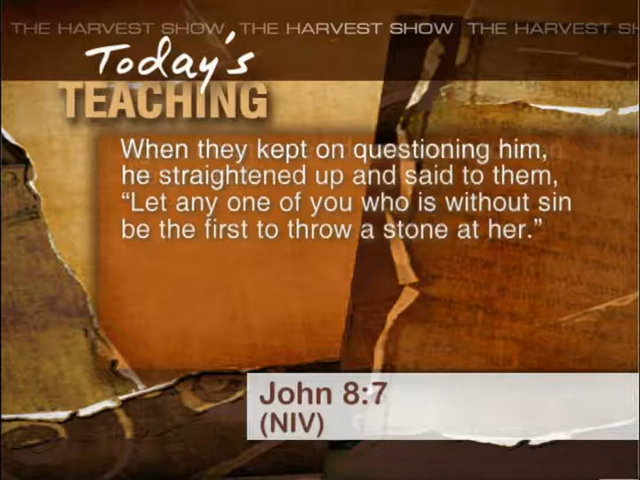 THE HARVEST SHOW THE HARVEST SHOW THE HARVEST SH
Today's
TEACHING
When they kept on questioning him,
he straightened up and said to them,
“Let any one of you who is without sin
be the first to throw a stone at her.”
John 8:7
(NIV)